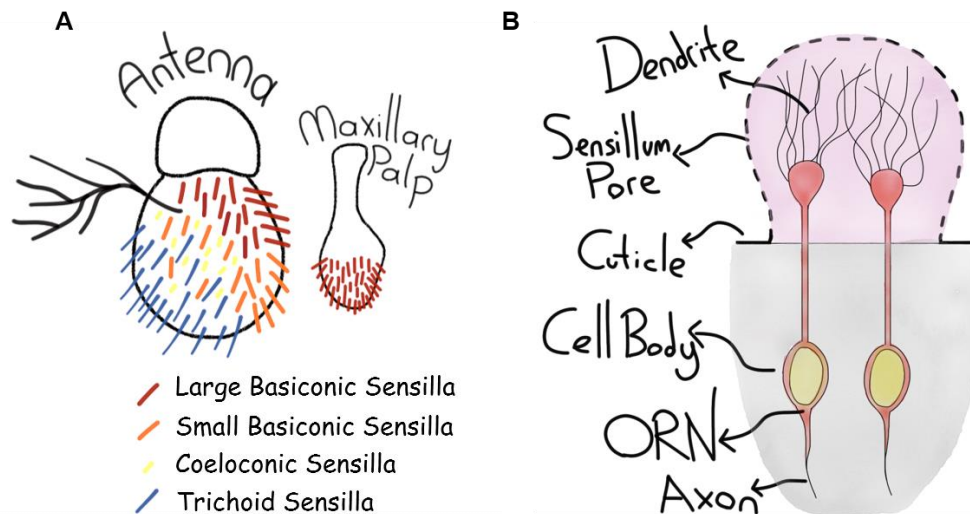 A
Antenna
Maxillary
Palp
Large Basiconic Sensilla
Small Basiconic Sensilla
Coeloconic Sensilla
Trichoid Sensilla
B
Dendrite
Sensillum
Pore
Cuticle
Cell Body
ORN
Axon